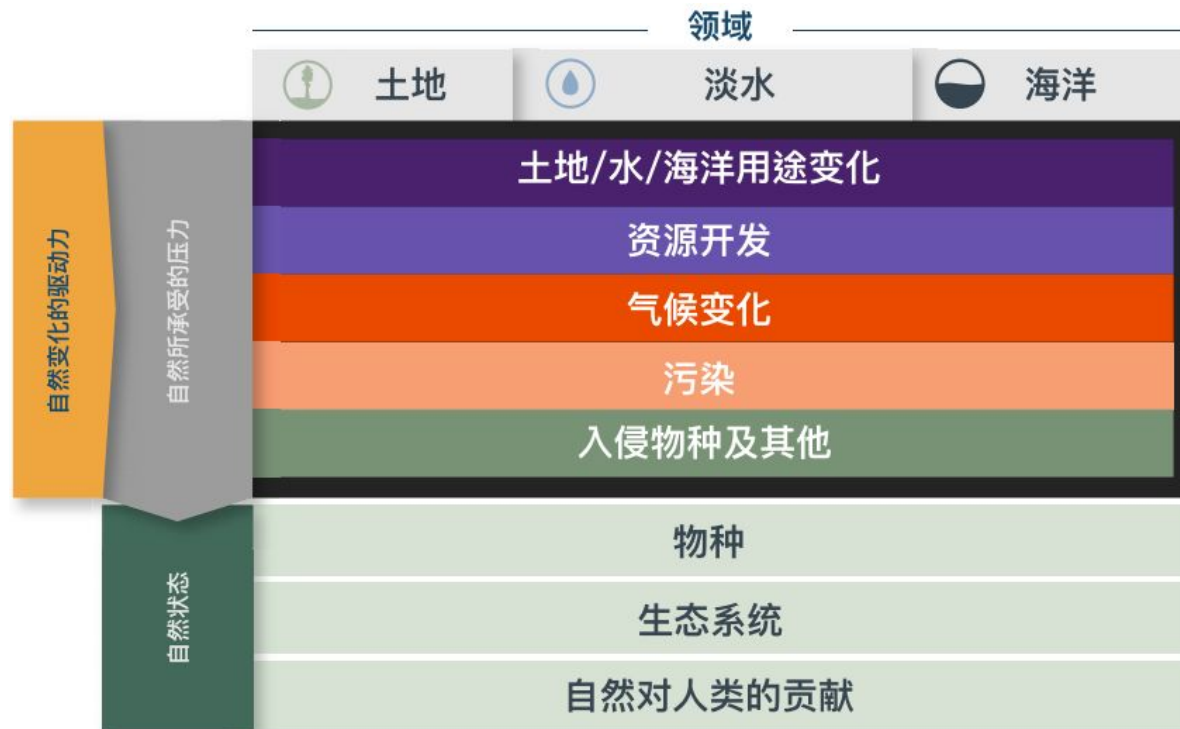 领域
土地
淡水
海洋
自然变化的驱动力
自然所承受的压力
土地/水/海洋用途变化
资源开发
气候变化
污染
入侵物种及其他
自然状态
物种
生态系统
自然对人类的贡献